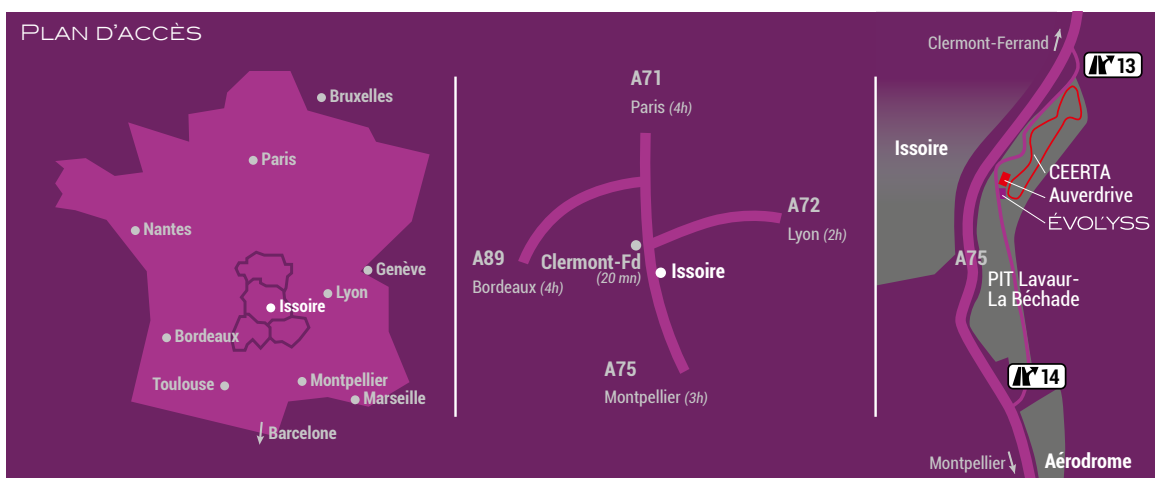 PLAN D'ACCÈS
Bruxelles
Paris
Nantes
Genève
Lyon
Issoire
Bordeaux
Toulouse
Montpellier
Marseille
Barcelone
A71
Paris (4h)
A72
Lyon (2h)
A89
Bordeaux (4h)
Clermont-Fd
(20 mn)
Issoire
A75
Montpellier (3h)
Clermont-Ferrand
13
Issoire
CEERTA
Auverdrive
ÉVOL'YSS
A75
PIT Lavaur-
La Béchade
14
Montpellier
Aérodrome